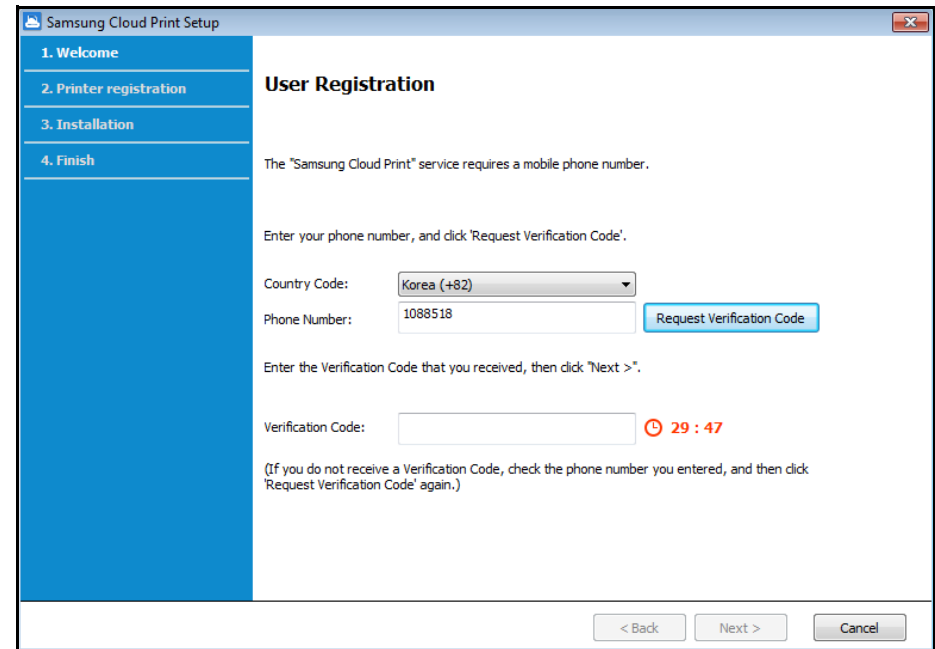 Samsung Cloud Print Setup
1. Welcome
2. Printer registration
3. Installation
4. Finish
User Registration
The "Samsung Cloud Print" service requires a mobile phone number.
Enter your phone number, and click 'Request Verification Code'.
Country Code:
Korea (+82)
Phone Number:
1088518
Request Verification Code
Enter the Verification Code that you received, then click "Next >".
Verification Code:
29 : 47
(If you do not receive a Verification Code, check the phone number you entered, and then click
'Request Verification Code' again.)
< Back
Next >
Cancel